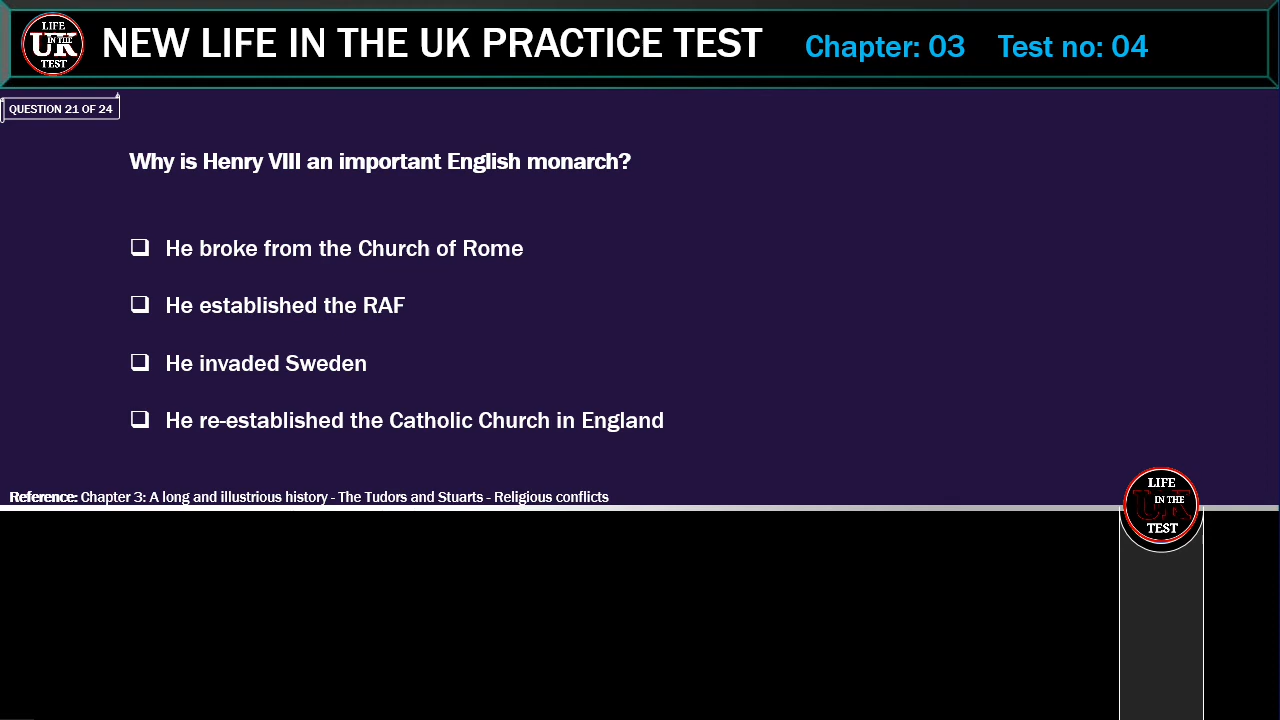 LIFE
UK
IN THE
TEST
NEW LIFE IN THE UK PRACTICE TEST
Chapter: 03 Test no: 04
QUESTION 21 OF 24
Why is Henry VIII an important English monarch?
He broke from the Church of Rome
He established the RAF
He invaded Sweden
He re-established the Catholic Church in England
Reference: Chapter 3: A long and illustrious history - The Tudors and Stuarts - Religious conflicts
LIFE
UK
IN THE
TEST